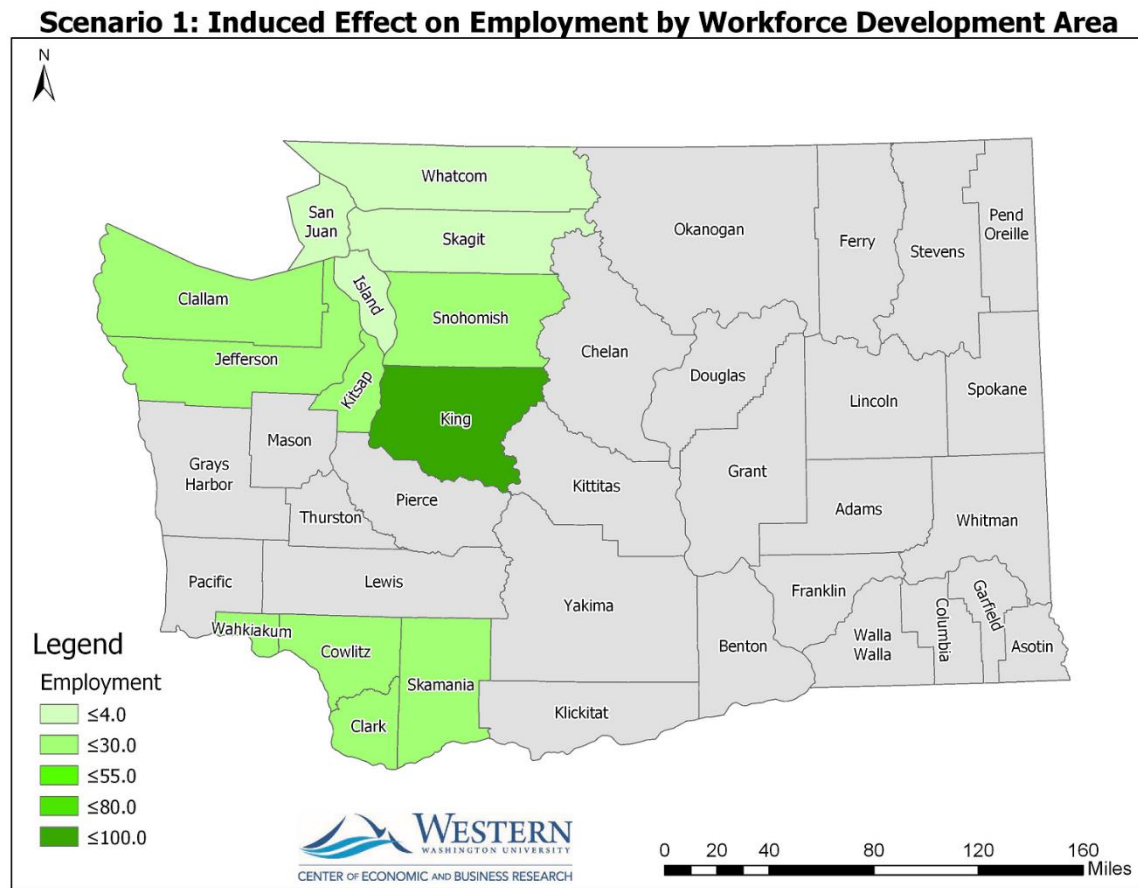 Scenario 1: Induced Effect on Employment by Workforce Development Area
N
Whatcom
San
Juan
Skagit
Okanogan
Ferry
Stevens
Pend
Oreille
Island
Clallam
Snohomish
Jefferson
Kitsap
Chelan
Douglas
Lincoln
Spokane
King
Mason
Grays
Harbor
Grant
Kittitas
Pierce
Thurston
Adams
Whitman
Pacific
Lewis
Yakima
Franklin
Garfield
Columbia
Wahkiakum
Cowlitz
Benton
Walla
Walla
Asotin
Skamania
Clark
Klickitat
Legend
Employment
≤4.0
≤30.0
≤55.0
≤80.0
≤100.0
WESTERN
WASHINGTON UNIVERSITY
CENTER OF ECONOMIC AND BUSINESS RESEARCH
0 20 40 80 120 160
Miles